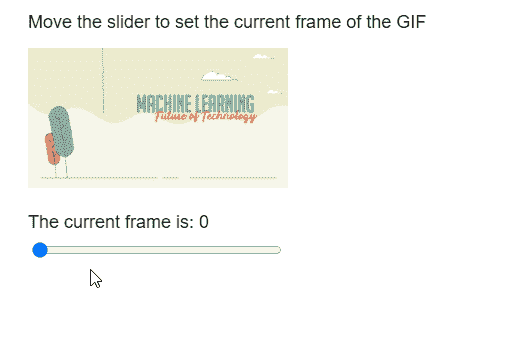 Move the slider to set the current frame of the GIF
MACHINE LEARNING
Future of Technology
The current frame is: 0